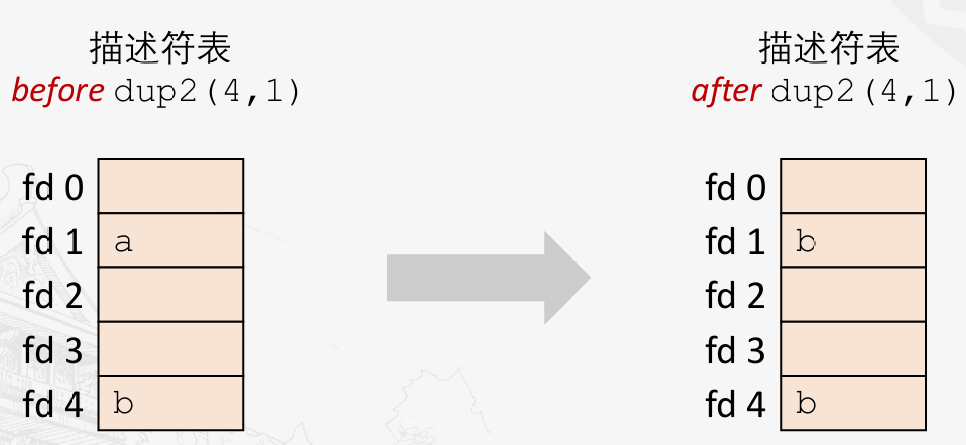 描述符表
before dup2(4,1)
fd 0
fd 1 a
fd 2
fd 3
fd 4 b
描述符表
after dup2(4,1)
fd 0
fd 1 b
fd 2
fd 3
fd 4 b